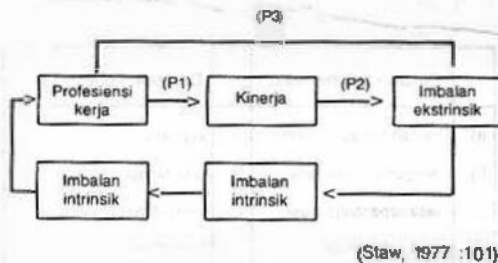 (P3)
Profesiensi
kerja
(P1)
Kinerja
(P2)
Imbalan
ekstrinsik
Imbalan
intrinsik
Imbalan
intrinsik
(Staw, 1977 :101)